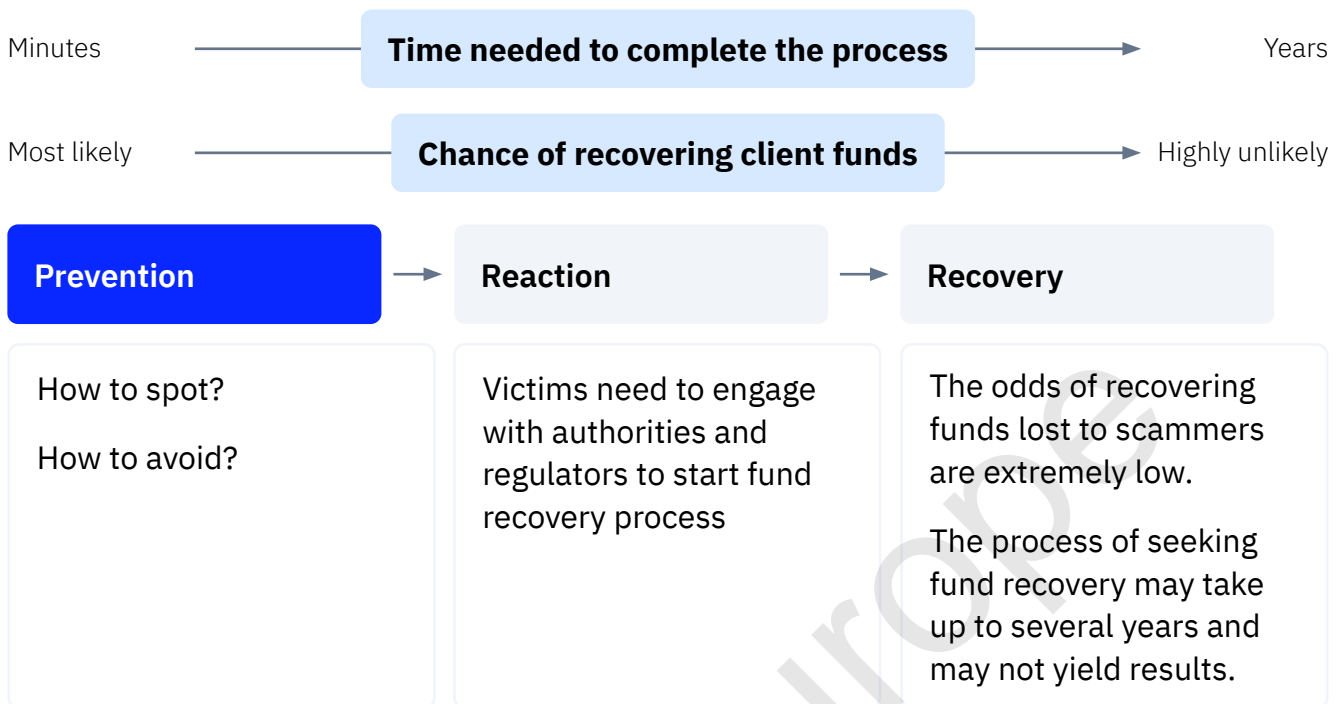 Minutes
Time needed to complete the process
Years
Most likely
Chance of recovering client funds
Highly unlikely
Prevention
Reaction
Recovery
How to spot?
How to avoid?
Victims need to engage
with authorities and
regulators to start fund
recovery process
The odds of recovering
funds lost to scammers
are extremely low.
The process of seeking
fund recovery may take
up to several years and
may not yield results.